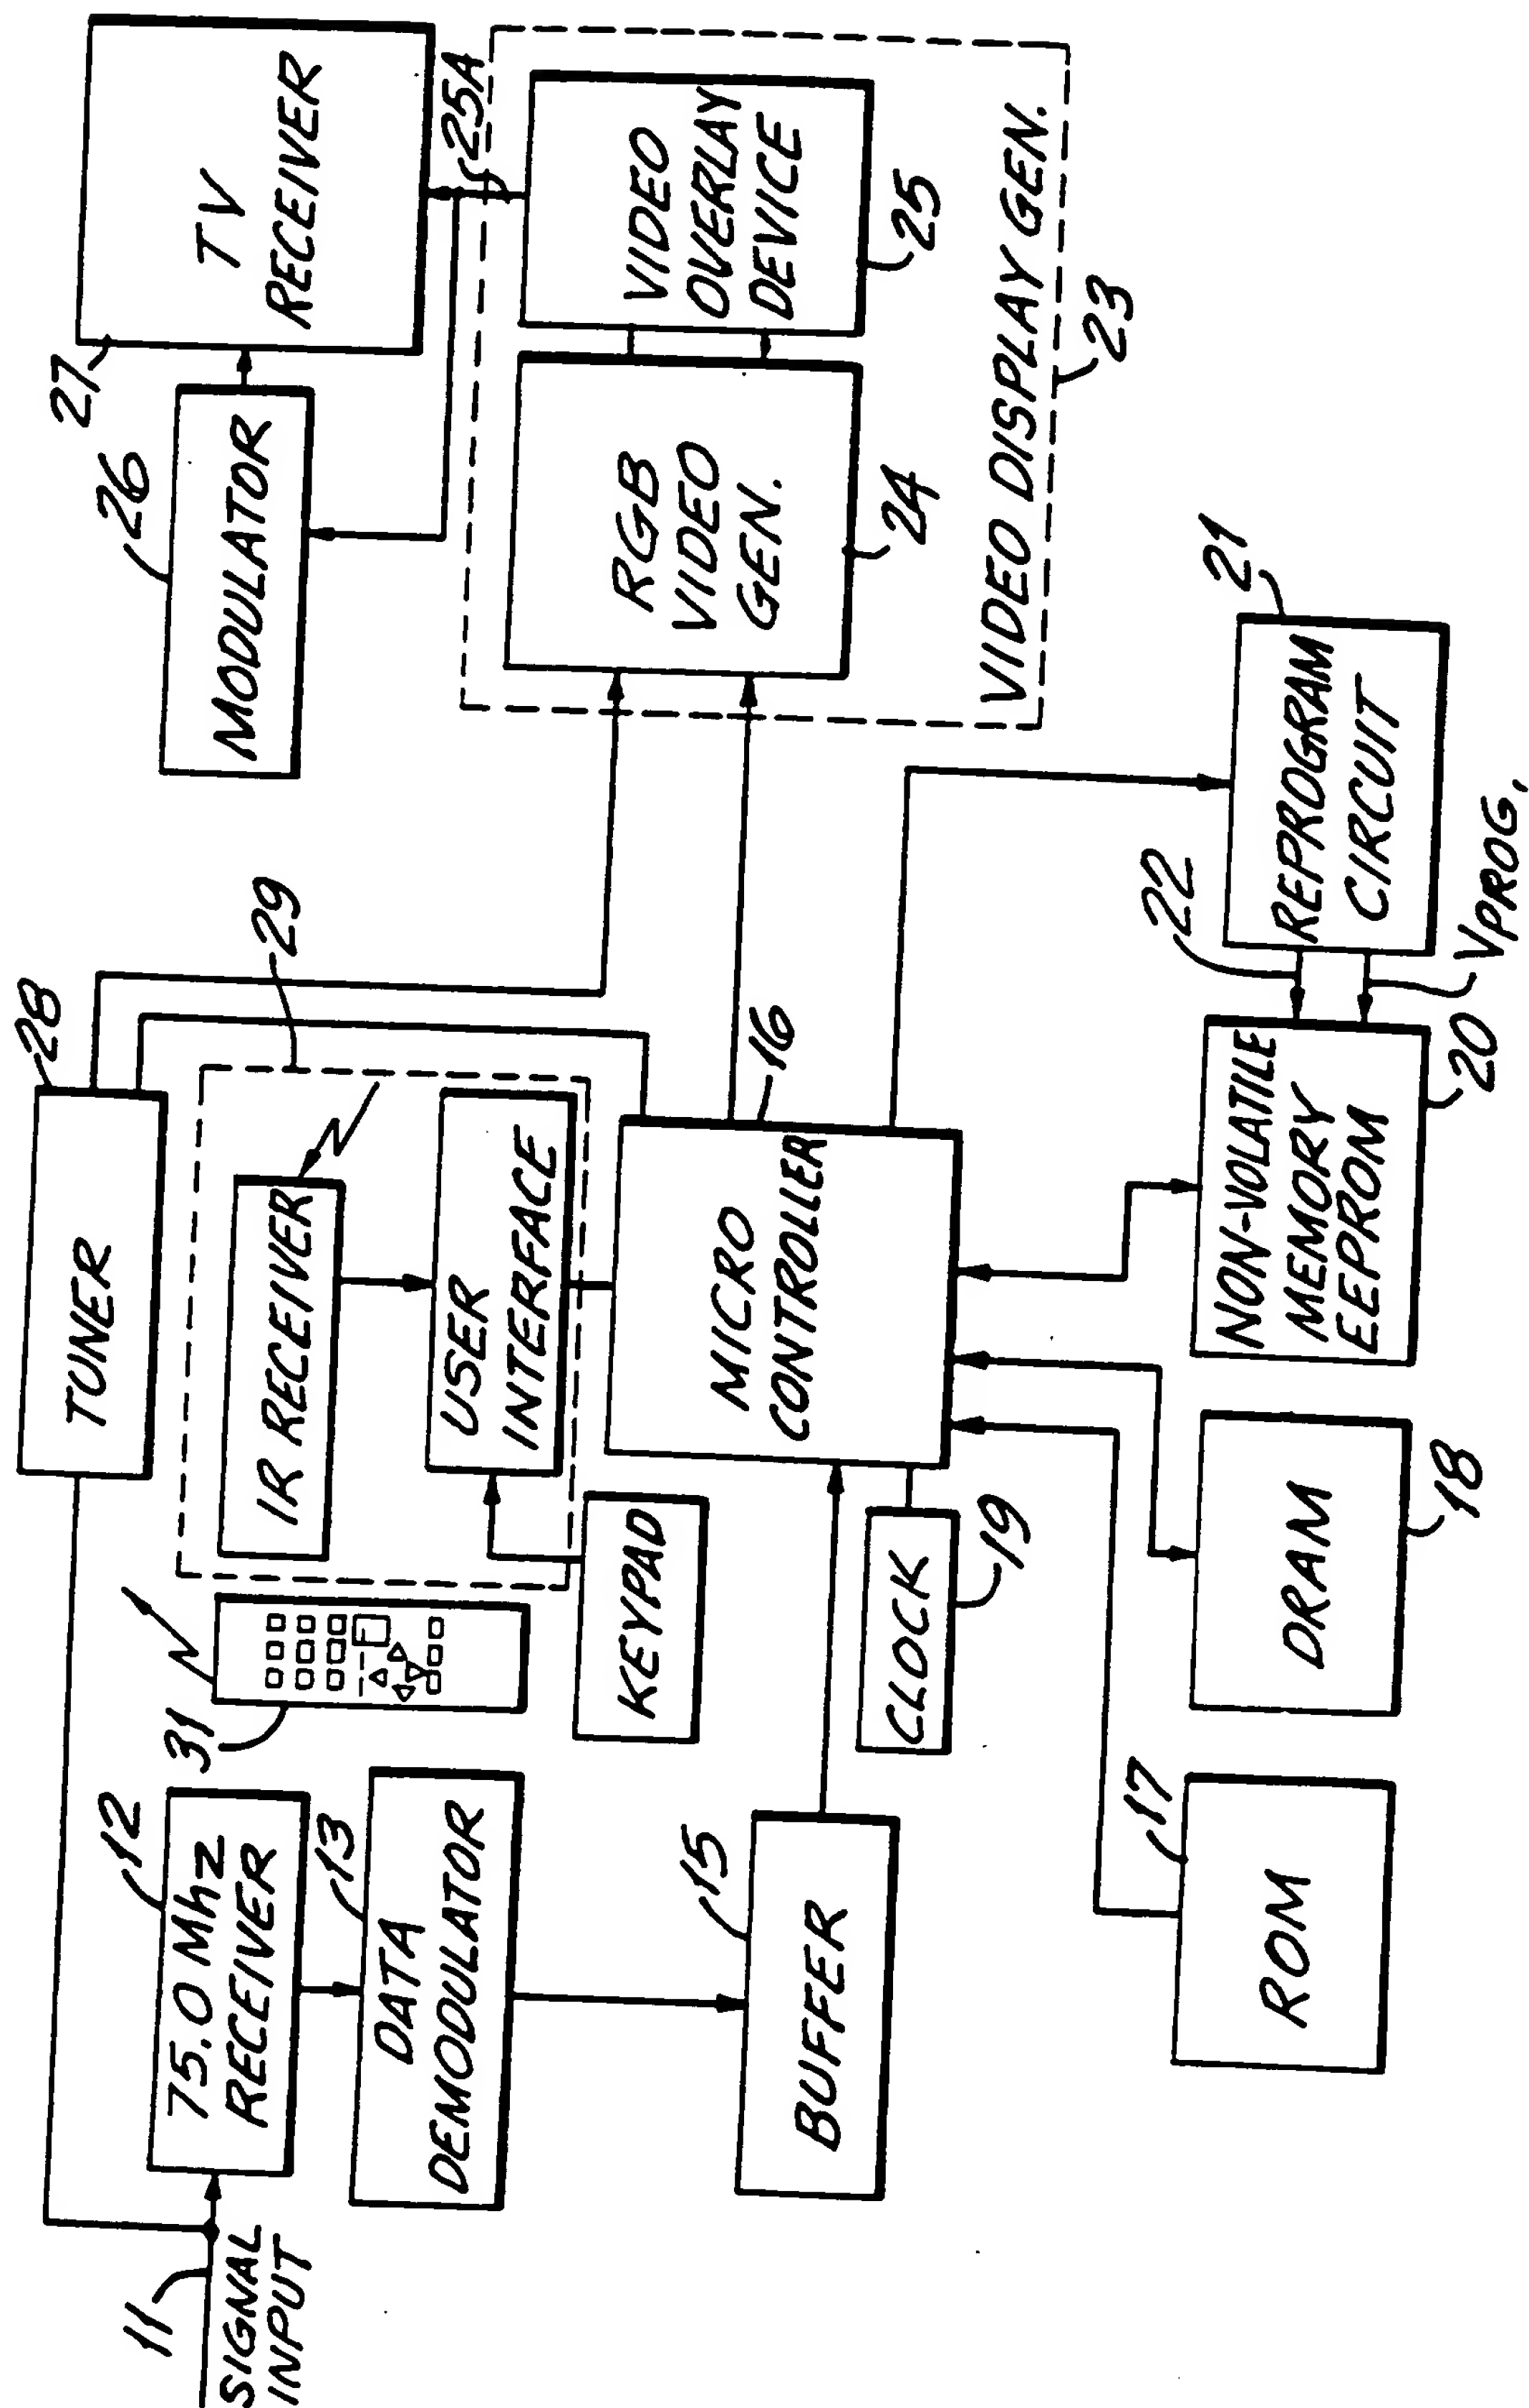 11
SIGNAL
INPUT
12
75.0 Mhz
RECEIVER
13
DATA
DEMODULATOR
15
BUFFER
17
ROM
31
28
TUNER
29
IR RECEIVER
USER
INTERFACE
KEYPAD
16
MICRO
CONTROLLER
CLOCK
19
DRAM
18
NON-VOLATILE
MEMORY
EEPROM
20
22
VPROG.
21
REPROGRAM
CIRCUIT
26
MODULATOR
27
TV
RECEIVER
25A
RGB
VIDEO
GEN.
24
VIDEO
OVERLAY
DEVICE
25
VIDEO DISPLAY GEN.
23